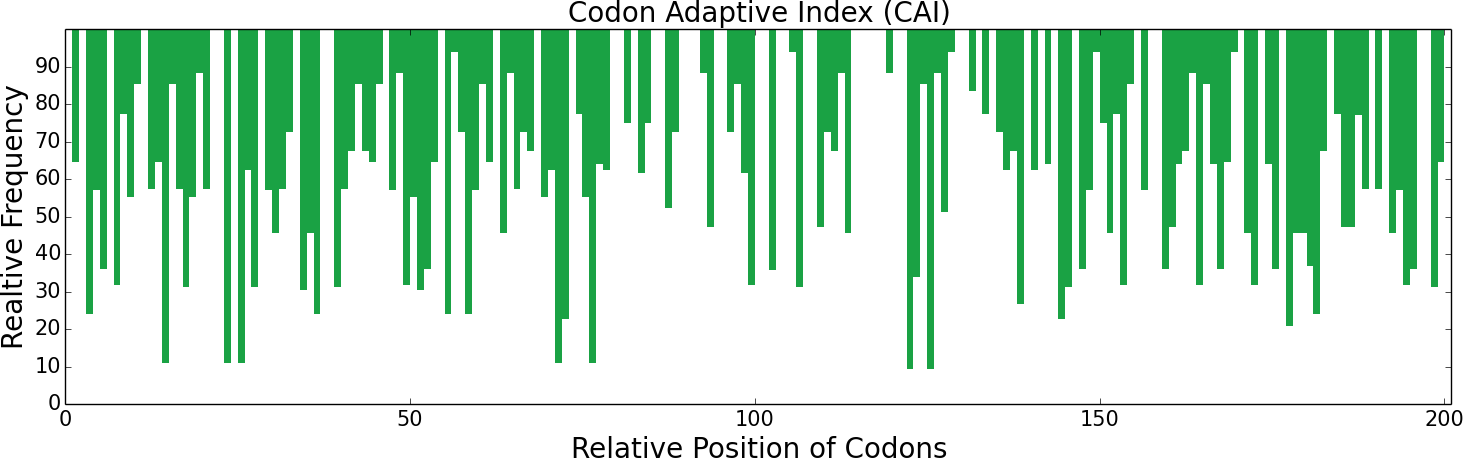 Codon Adaptive Index (CAI)
Realtive Frequency
90
80
70
60
50
40
30
20
10
0
0 50 100 150 200
Relative Position of Codons